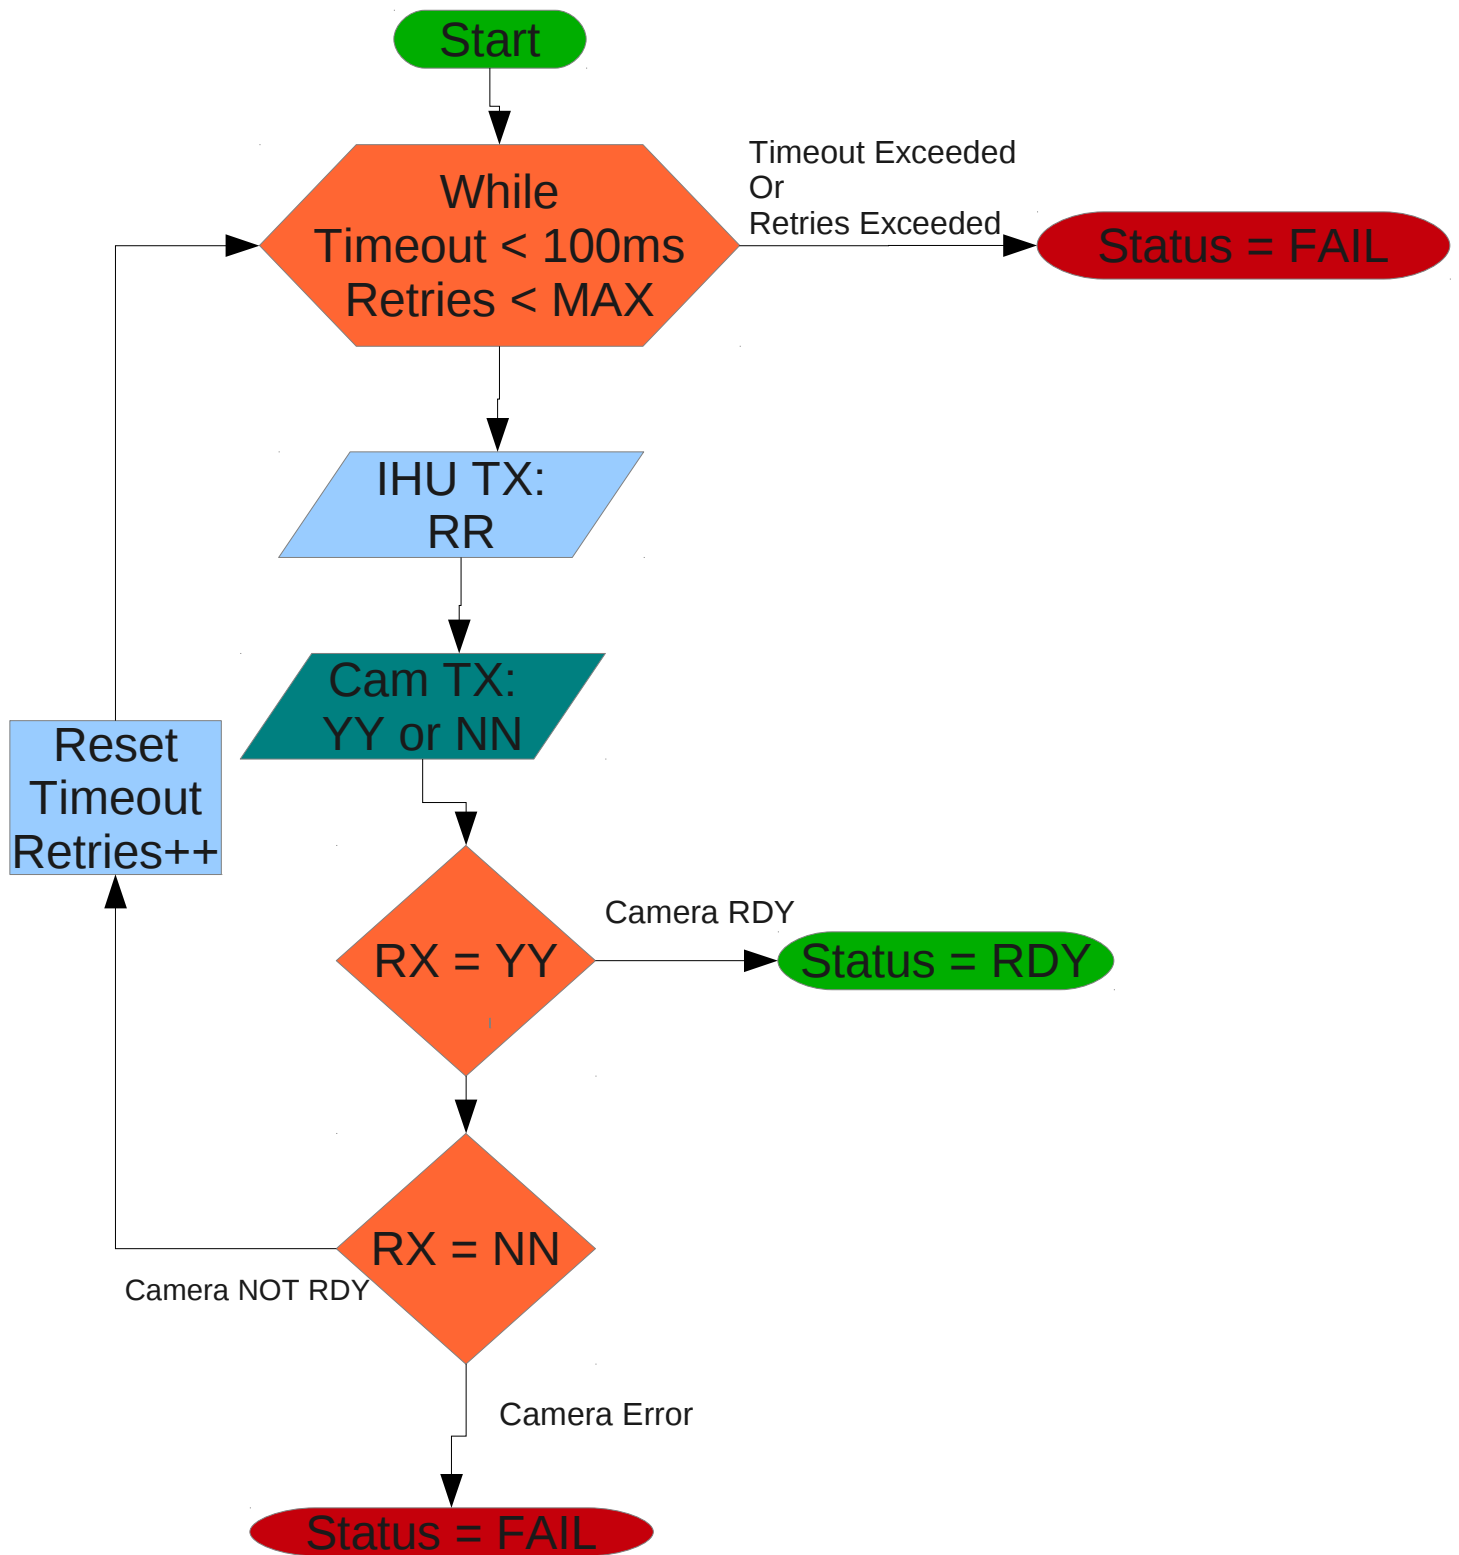 Start
While
Timeout < 100ms
Retries < MAX
Timeout Exceeded
Or
Retries Exceeded
Status = FAIL
IHU TX:
RR
Cam TX:
YY or NN
Reset
Timeout
Retries++
RX = YY
Camera RDY
Status = RDY
RX = NN
Camera NOT RDY
Camera Error
Status = FAIL